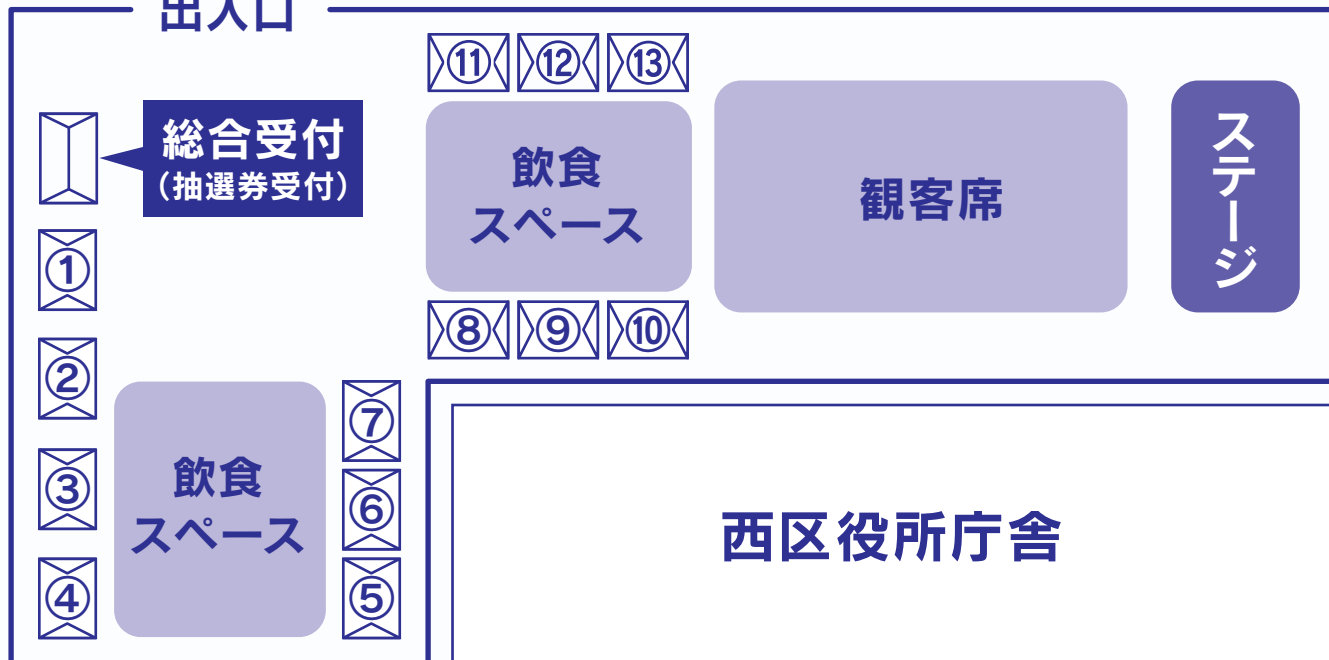 出入口
⑪ ⑫ ⑬
総合受付
（抽選券受付）
飲食
スペース
観客席
ステージ
①
⑧ ⑨ ⑩
②
⑦
飲食
スペース
③
⑥
西区役所庁舎
④
⑤